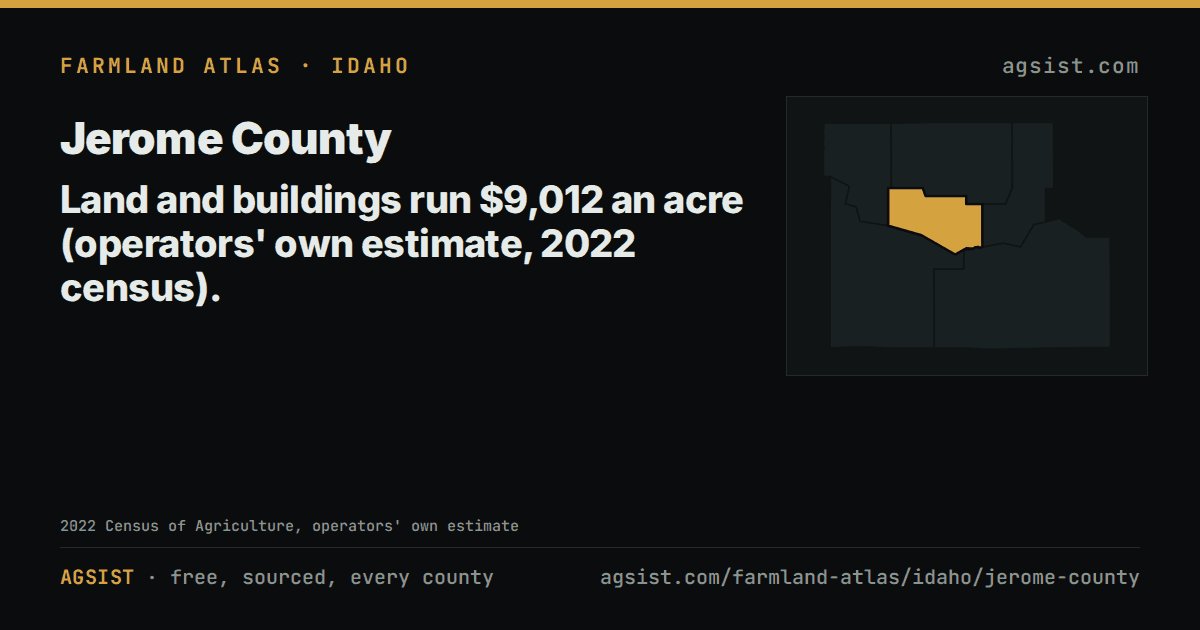 FARMLAND ATLAS · IDAHO
agsist.com
Jerome County
Land and buildings run $9,012 an acre
(operators' own estimate, 2022
census).
2022 Census of Agriculture, operators' own estimate
AGSIST · free, sourced, every county
agsist.com/farmland-atlas/idaho/jerome-county